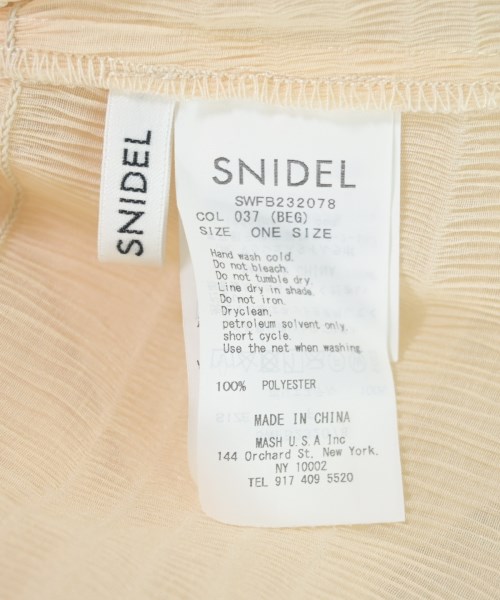 SNIDEL
SNIDEL
SWFB232078
COL 037 (BEG)
SIZE ONE SIZE
Hand wash cold.
Do not bleach.
Do not tumble dry.
Line dry in shade.
Do not iron.
Dryclean,
petroleum solvent only,
short cycle.
Use the net when washing.
100% POLYESTER
MADE IN CHINA
MASH U.S.A Inc
144 Orchard St, New York,
NY 10002
TEL 917 409 5520